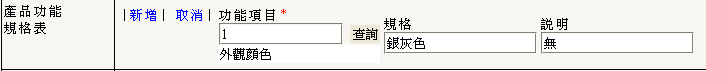 產品功能
規格表
|新增| 取消| 功能項目*
1 查詢
外觀顏色
規格
銀灰色
說明
無